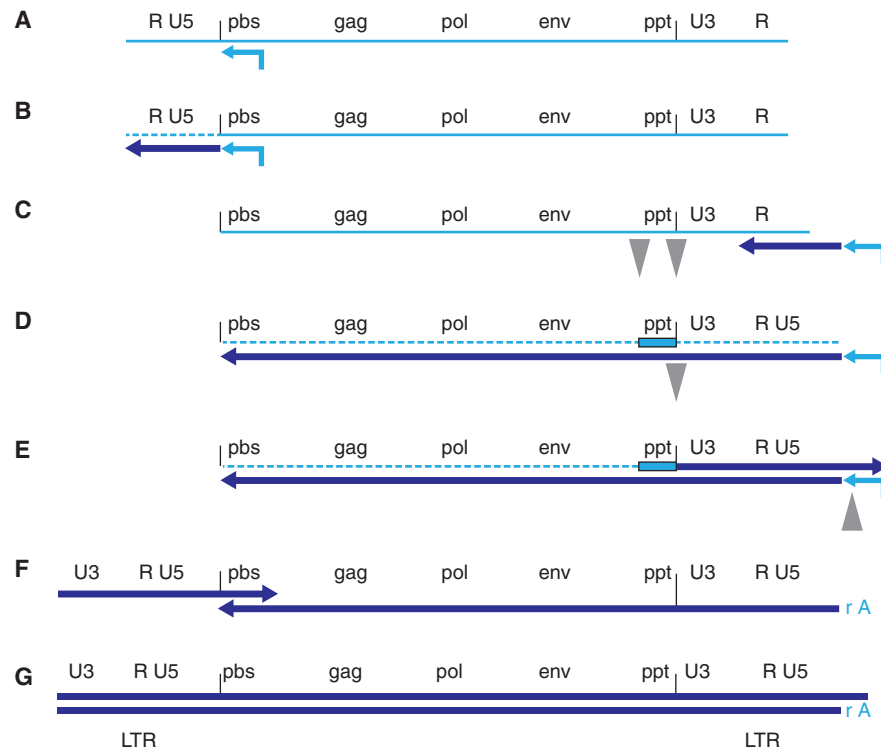 A
R U5 pbs gag pol env ppt U3 R
B
R U5 pbs gag pol env ppt U3 R
C
pbs gag pol env ppt U3 R
D
pbs gag pol env ppt U3 R U5
E
pbs gag pol env ppt U3 R U5
F
U3 R U5 pbs gag pol env ppt U3 R U5
r A
G
U3 R U5 pbs gag pol env ppt U3 R U5
r A
LTR LTR